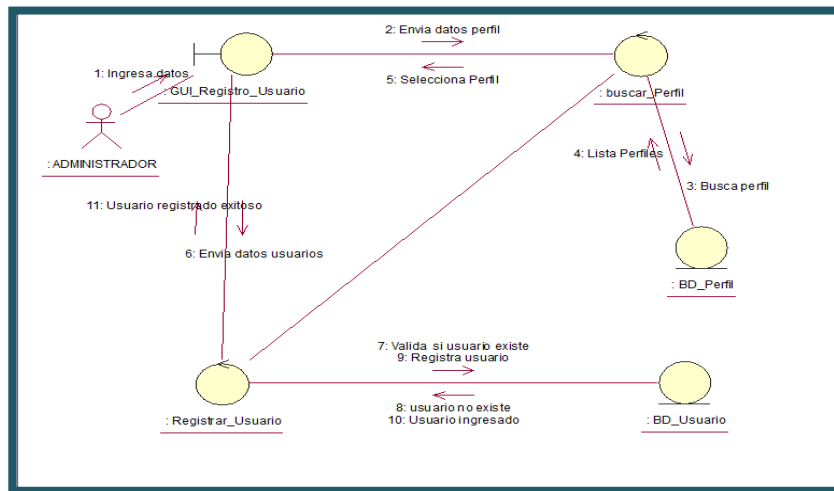 2: Envia datos perfil
1: Ingresa datos
5: Selecciona Perfil
: GUI_Registro_Usuario
: buscar_Perfil
: ADMINISTRADOR
4: Lista Perfiles
3: Busca perfil
11: Usuario registrado exitoso
6: Envia datos usuarios
: BD_Perfil
7: Valida si usuario existe
9: Registra usuario
8: usuario no existe
10: Usuario ingresado
: Registrar_Usuario
: BD_Usuario